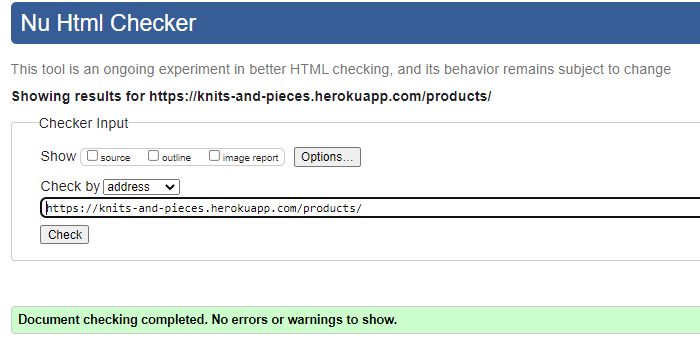 Nu Html Checker
This tool is an ongoing experiment in better HTML checking, and its behavior remains subject to change
Showing results for https://knits-and-pieces.herokuapp.com/products/
Checker Input
Show source outline image report Options...
Check by address
https://knits-and-pieces.herokuapp.com/products/
Check
Document checking completed. No errors or warnings to show.